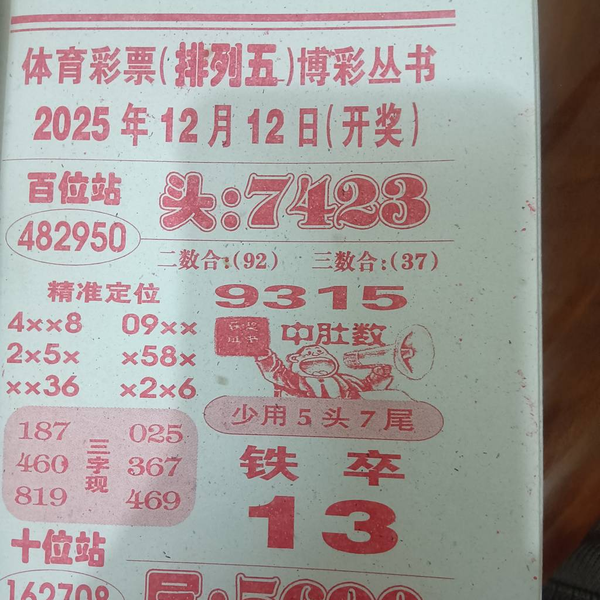 体育彩票(排列五)博彩丛书
2025年12月12日(开奖)
百位站
头:7423
482950
二数合:(92) 三数合:(37)
精准定位
9315
4××8 09××
2×5× ×58×
××36 ×2×6
中肚数
少用5头7尾
187 025
460 三字现 367
819 469
铁 卒
13
十位站
162708